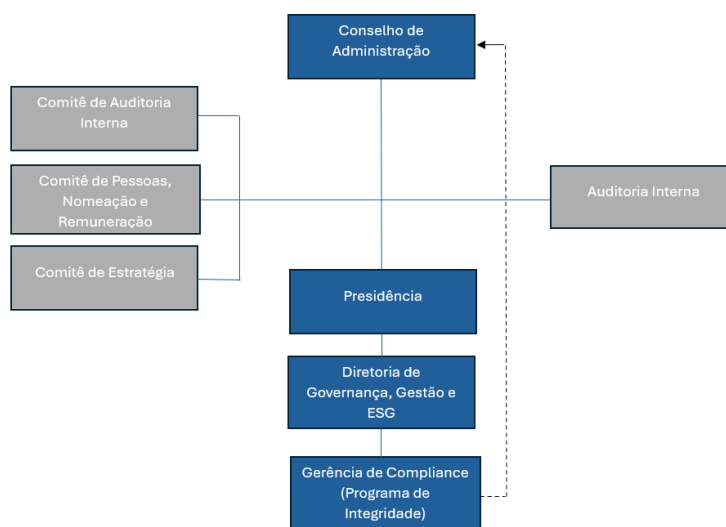 Conselho de
Administração
Comitê de Auditoria
Interna
Comitê de Pessoas,
Nomeação e
Remuneração
Auditoria Interna
Comitê de Estratégia
Presidência
Diretoria de
Governança, Gestão e
ESG
Gerência de Compliance
(Programa de
Integridade)